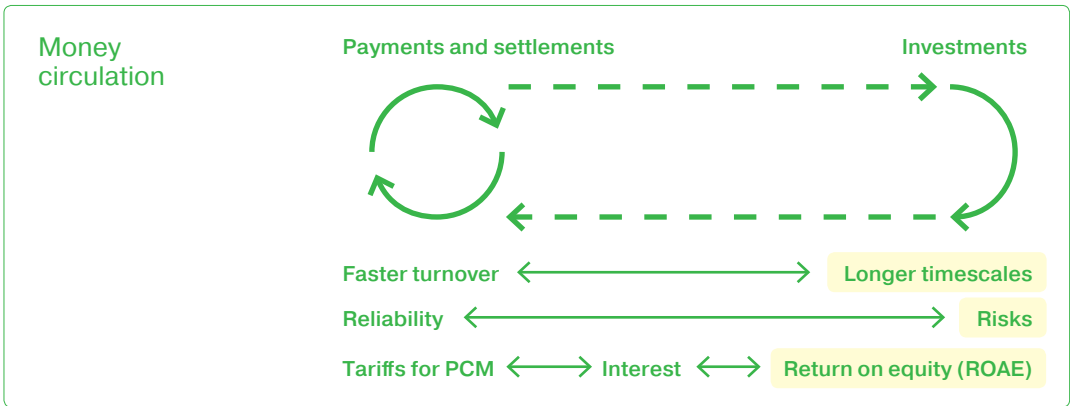 Money
circulation
Payments and settlements
Investments
Faster turnover
Longer timescales
Reliability
Risks
Tariffs for PCM
Interest
Return on equity (ROAE)